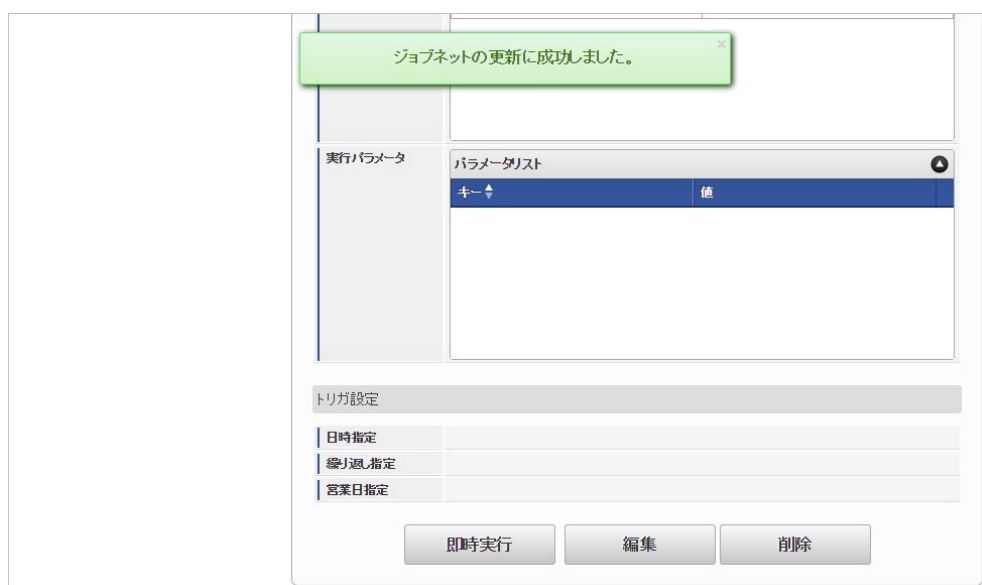 ジョブネットの更新に成功しました。
×
実行パラメータ
パラメータリスト
キー
値
トリガ設定
日時指定
繰り返し指定
営業日指定
即時実行
編集
削除